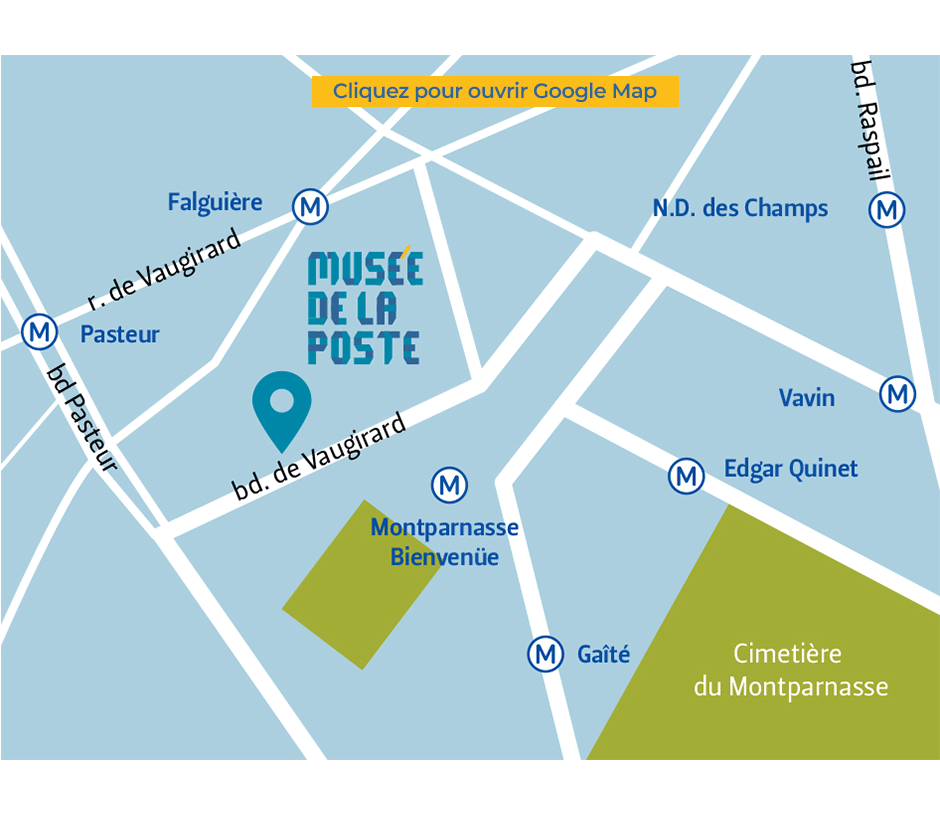 Cliquez pour ouvrir Google Map
bd. Raspail
Falguière
M
N.D. des Champs
M
r. de Vaugirard
MUSÉE
DE LA
POSTE
M
Pasteur
bd Pasteur
Vavin
M
bd. de Vaugirard
Edgar Quinet
M
M
Montparnasse
Bienvenüe
M
Gaîté
Cimetière
du Montparnasse